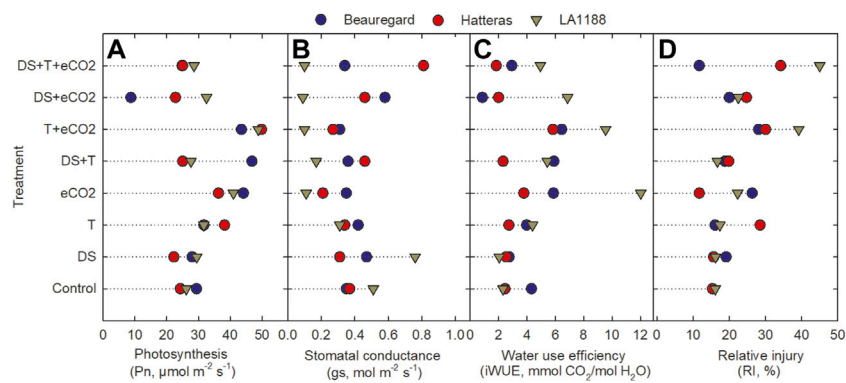 Beauregard Hatteras LA1188
A B C D
Treatment
DS+T+eCO2
DS+eCO2
T+eCO2
DS+T
eCO2
T
DS
Control
0 10 20 30 40 50
0.0 0.2 0.4 0.6 0.8 1.0
0 2 4 6 8 10 12
0 10 20 30 40
Photosynthesis
(Pn, µmol m⁻² s⁻¹)
Stomatal conductance
(gs, mol m⁻² s⁻¹)
Water use efficiency
(iWUE, mmol CO₂/mol H₂O)
Relative injury
(RI, %)